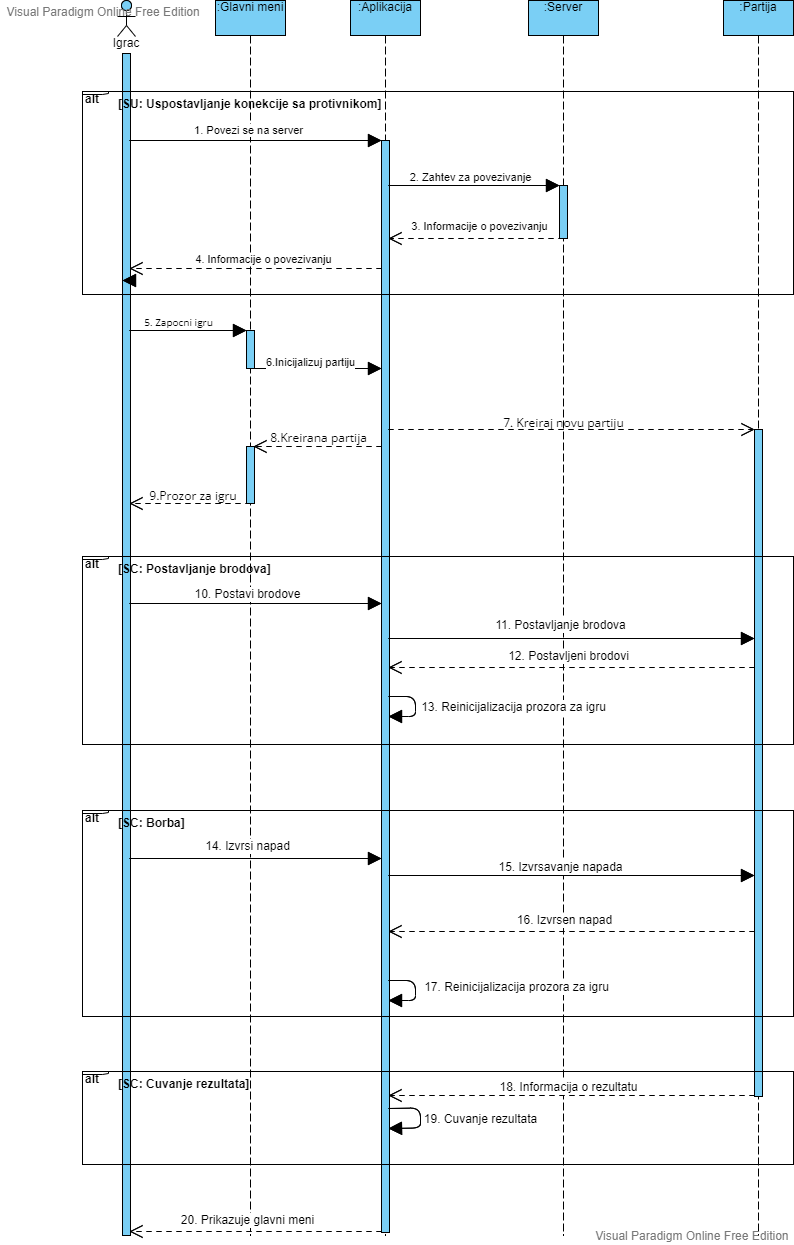 Visual Paradigm Online Free Edition
Igrac
:Glavni meni
:Aplikacija
:Server
:Partija
alt
[SU: Uspostavljanje konekcije sa protivnikom]
1. Povezi se na server
2. Zahtev za povezivanje
3. Informacije o povezivanju
4. Informacije o povezivanju
5. Zapocni igru
6.Inicijalizuj partiju
7. Kreiraj novu partiju
8.Kreirana partija
9.Prozor za igru
alt
[SC: Postavljanje brodova]
10. Postavi brodove
11. Postavljanje brodova
12. Postavljeni brodovi
13. Reinicijalizacija prozora za igru
alt
[SC: Borba]
14. Izvrsi napad
15. Izvrsavanje napada
16. Izvrsen napad
17. Reinicijalizacija prozora za igru
alt
[SC: Cuvanje rezultata]
18. Informacija o rezultatu
19. Cuvanje rezultata
20. Prikazuje glavni meni
Visual Paradigm Online Free Edition